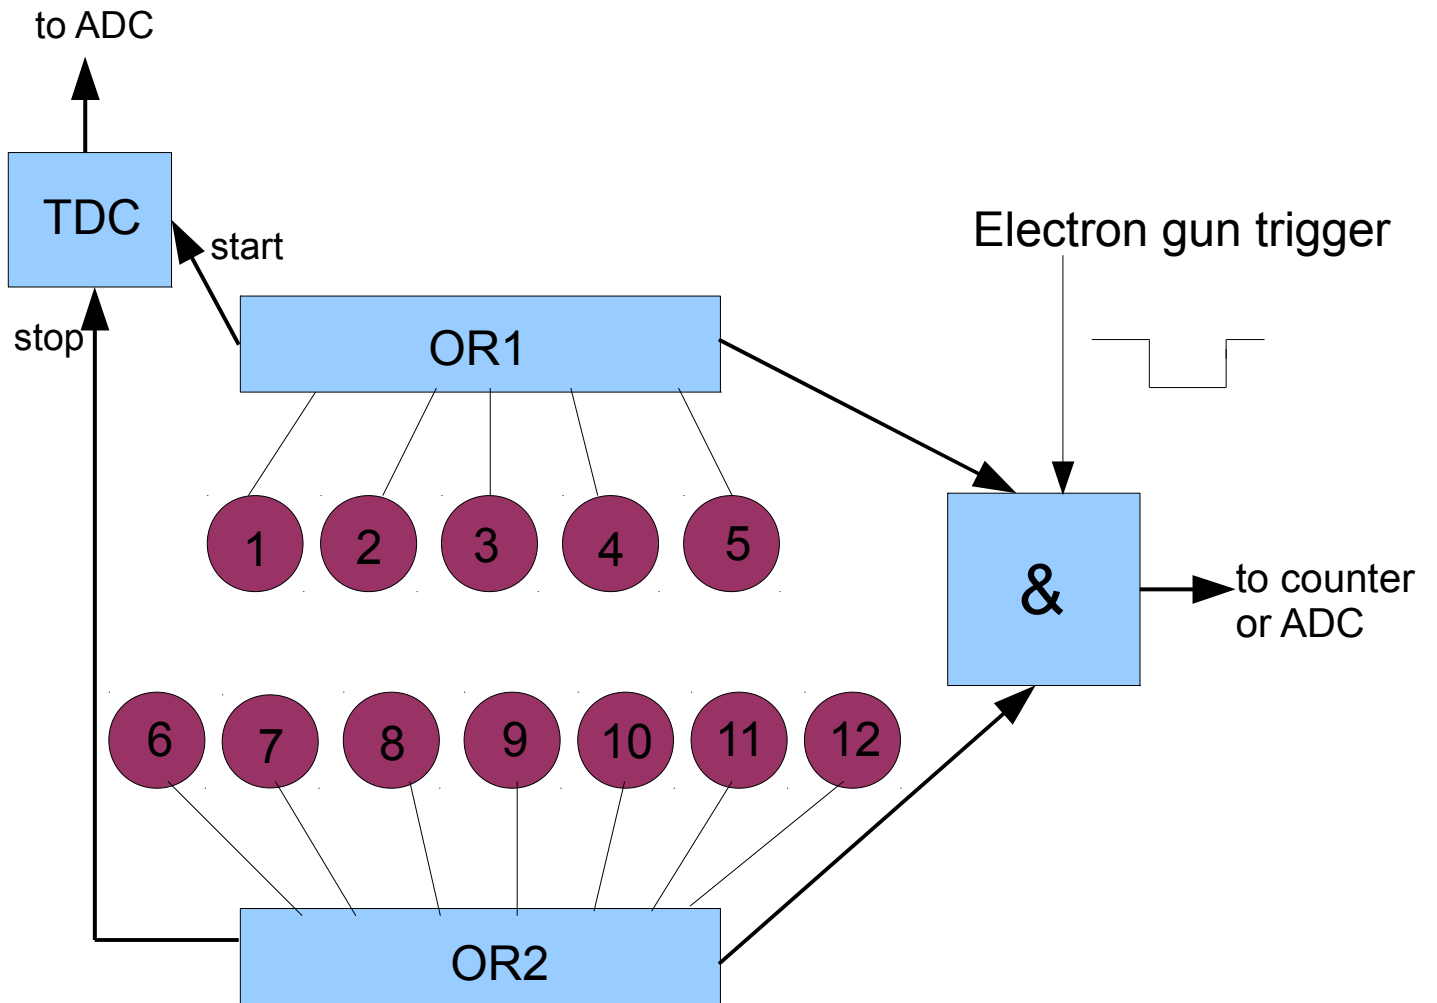 to ADC
TDC
start
Electron gun trigger
stop
OR1
1 2 3 4 5
&
to counter
or ADC
6 7 8 9 10 11 12
OR2